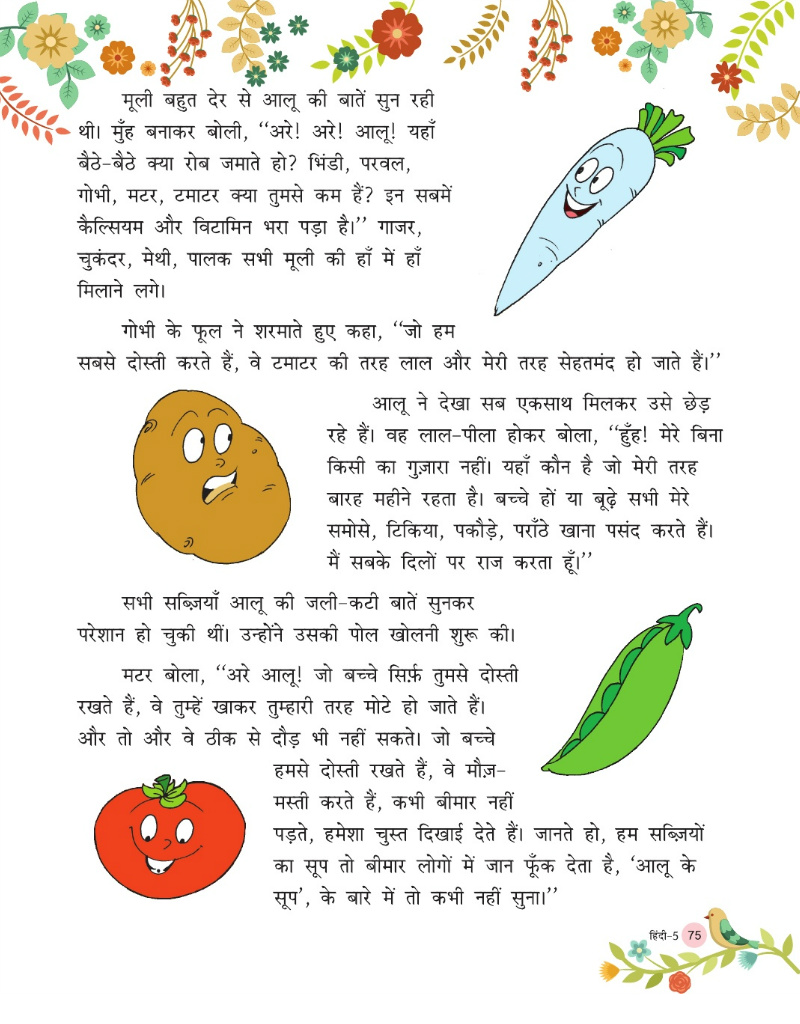 मूली बहुत देर से आलू की बातें सुन रही
थी। मुँह बनाकर बोली, ‘‘अरे! अरे! आलू! यहाँ
बैठे-बैठे क्या रोब जमाते हो? भिंडी, परवल,
गोभी, मटर, टमाटर क्या तुमसे कम हैं? इन सबमें
कैल्सियम और विटामिन भरा पड़ा है।’’ गाजर,
चुकंदर, मेथी, पालक सभी मूली की हाँ में हाँ
मिलाने लगे।
गोभी के फूल ने शरमाते हुए कहा, ‘‘जो हम
सबसे दोस्ती करते हैं, वे टमाटर की तरह लाल और मेरी तरह सेहतमंद हो जाते हैं।’’
आलू ने देखा सब एकसाथ मिलकर उसे छेड़
रहे हैं। वह लाल-पीला होकर बोला, ‘‘हुँह! मेरे बिना
किसी का गुज़ारा नहीं। यहाँ कौन है जो मेरी तरह
बारह महीने रहता है। बच्चे हों या बूढ़े सभी मेरे
समोसे, टिकिया, पकौड़े, पराँठे खाना पसंद करते हैं।
मैं सबके दिलों पर राज करता हूँ।’’
सभी सब्ज़ियाँ आलू की जली-कटी बातें सुनकर
परेशान हो चुकी थीं। उन्होंने उसकी पोल खोलनी शुरू की।
मटर बोला, ‘‘अरे आलू! जो बच्चे सिर्फ़ तुमसे दोस्ती
रखते हैं, वे तुम्हें खाकर तुम्हारी तरह मोटे हो जाते हैं।
और तो और वे ठीक से दौड़ भी नहीं सकते। जो बच्चे
हमसे दोस्ती रखते हैं, वे मौज़-
मस्ती करते हैं, कभी बीमार नहीं
पड़ते, हमेशा चुस्त दिखाई देते हैं। जानते हो, हम सब्ज़ियों
का सूप तो बीमार लोगों में जान फूँक देता है, ‘आलू के
सूप’, के बारे में तो कभी नहीं सुना।’’
हिंदी-5 75